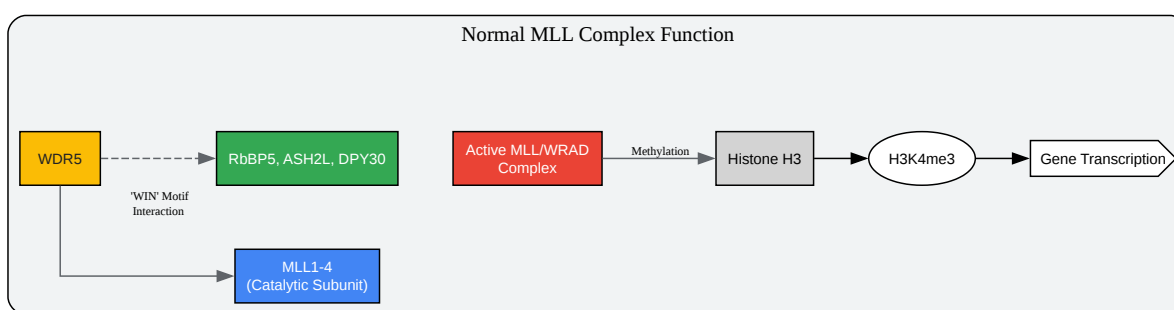 Normal MLL Complex Function
WDR5
RbBP5, ASH2L, DPY30
Active MLL/WRAD
Complex
Methylation
Histone H3
H3K4me3
Gene Transcription
'WIN' Motif
Interaction
MLL1-4
(Catalytic Subunit)